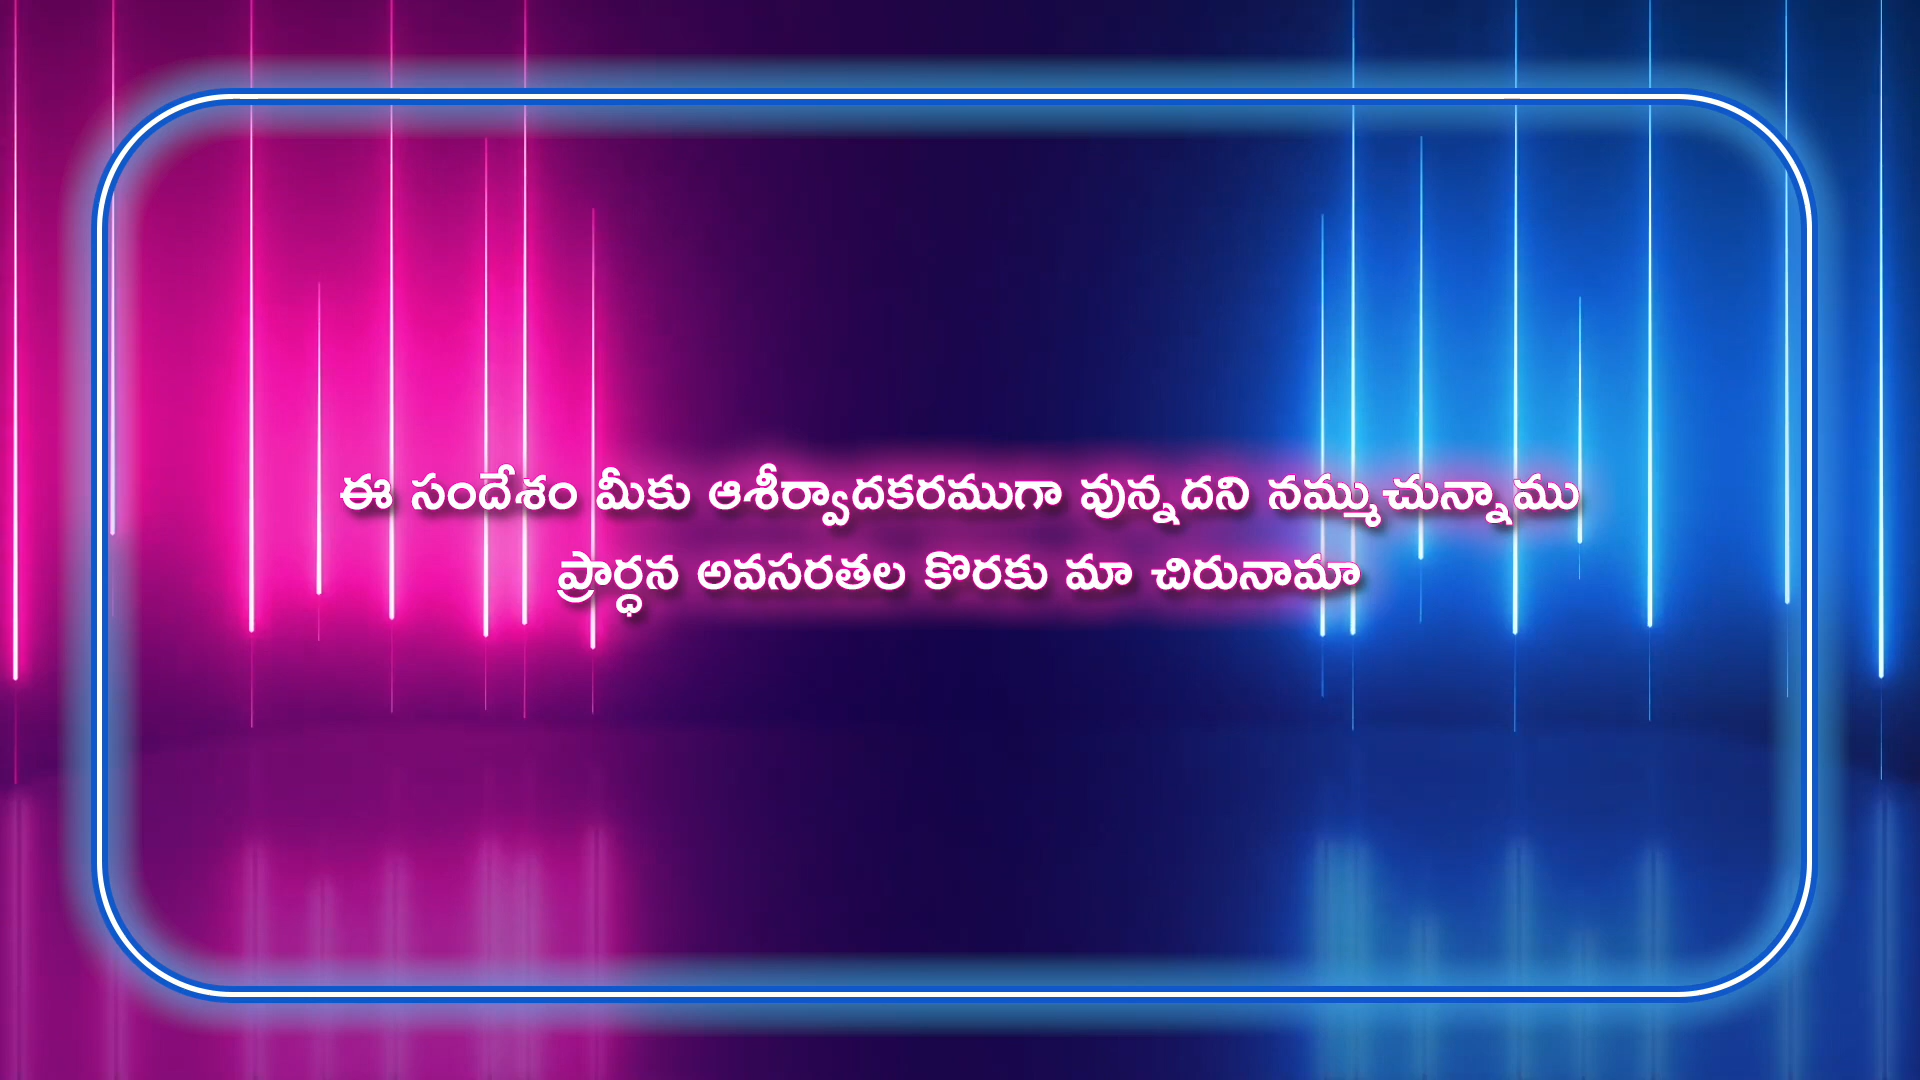 ఈ సందేశం మీకు ఆశీర్వాదకరముగా వున్నదని నమ్ముచున్నాము
ప్రార్ధన అవసరతల కొరకు మా చిరునామా